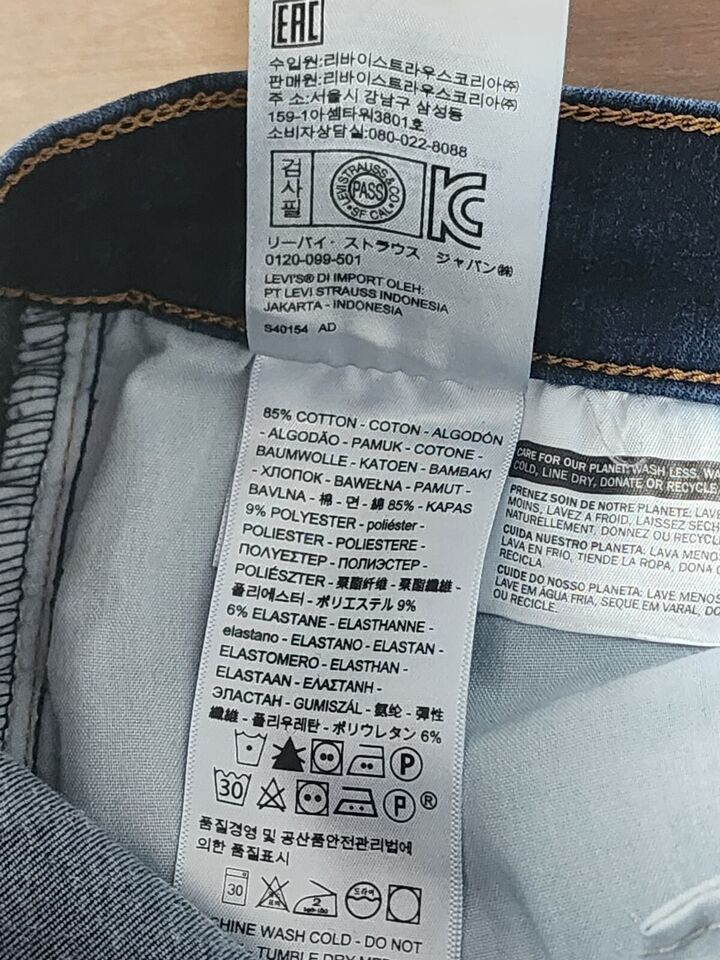 EAC
수입원:리바이스트라우스코리아㈜
판매원:리바이스트라우스코리아㈜
주 소:서울시 강남구 삼성동
159-1아셈타워3801호
소비자상담실:080-022-8088
검사필
LEVI STRAUSS & CO
PASS
SF CAL
KC
リーバイ・ストラウス ジャパン㈱
0120-099-501
LEVI'S® DI IMPORT OLEH:
PT LEVI STRAUSS INDONESIA
JAKARTA - INDONESIA
S40154 AD
85% COTTON - COTON - ALGODÓN
- ALGODÃO - PAMUK - COTONE -
BAUMWOLLE - KATOEN - BAMBAKI
- ХЛОПОК - BAWEŁNA - PAMUT -
BAVLNA - 棉 - 면 - 綿 85% - KAPAS
9% POLYESTER - poliéster -
POLIESTER - POLIESTERE -
ΠΟΛΥΕΣΤΕΡ - ПОЛИЭСТЕР -
POLIÉSZTER - 聚酯纤维 - 聚酯纖維 -
폴리에스터 - ポリエステル 9%
6% ELASTANE - ELASTHANNE -
elastano - ELASTANO - ELASTAN -
ELASTOMERO - ELASTHAN -
ELASTAAN - ΕΛΑΣΤΑΝΗ -
ЭЛАСТАН - GUMISZÁL - 氨纶 - 彈性
纖維 - 폴리우레탄 - ポリウレタン 6%
P
30
P ®
품질경영 및 공산품안전관리법에
의한 품질표시
30
2
드라이
HINE WASH COLD - DO NOT
- TUMBLE DRY
CARE FOR OUR PLANET: WASH LESS, W
COLD, LINE DRY, DONATE OR RECYCLE
PRENEZ SOIN DE NOTRE PLANÈTE: LAV
MOINS, LAVEZ À FROID, LAISSEZ SÉCH
NATURELLEMENT, DONNEZ OU RECYCL
CUIDA NUESTRO PLANETA: LAVA MENO
LAVA EN FRÍO, TIENDE LA ROPA, DONA
RECICLA.
CUIDE DO NOSSO PLANETA: LAVE MENOS
LAVE EM ÁGUA FRIA, SEQUE EM VARAL, DO
OU RECICLE.